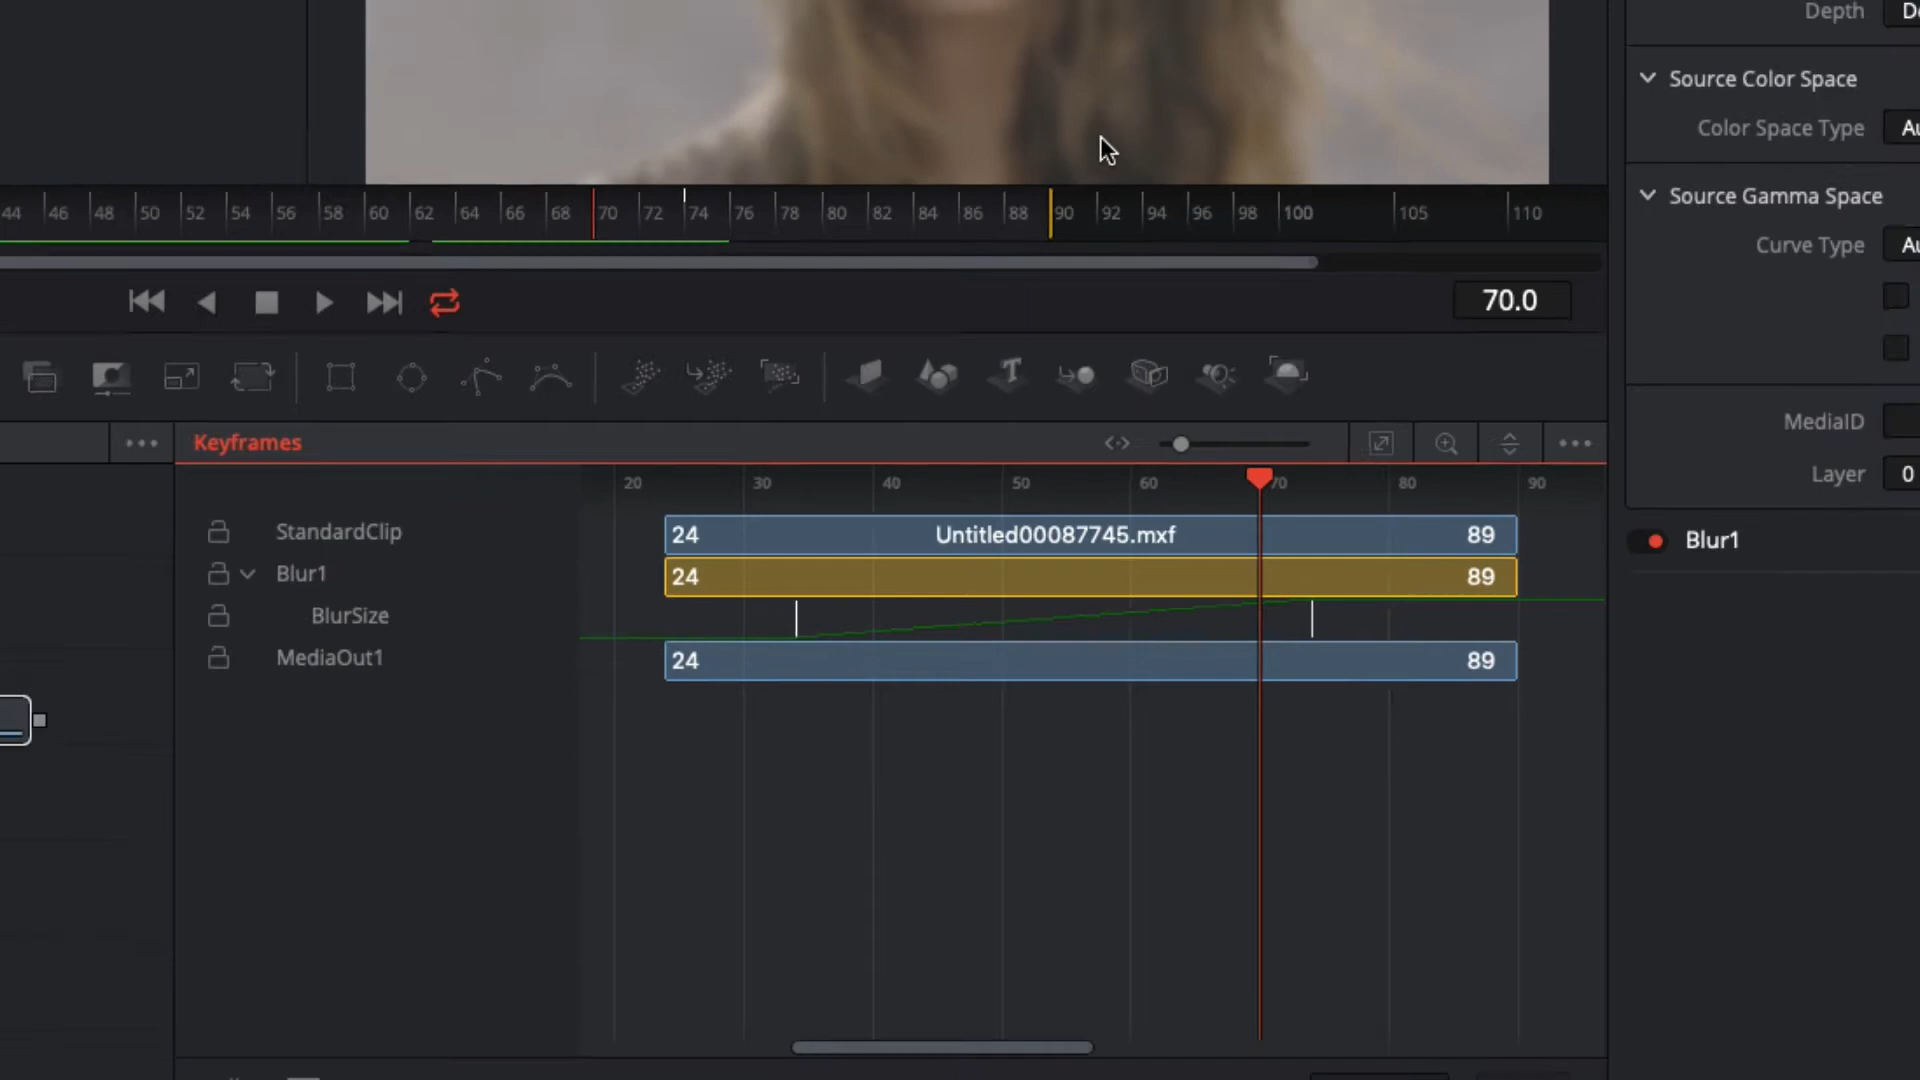 Depth
Source Color Space
Color Space Type
Source Gamma Space
Curve Type
44 46 48 50 52 54 56 58 60 62 64 66 68 70 72 74 76 78 80 82 84 86 88 90 92 94 96 98 100 105 110
70.0
MediaID
Layer 0
Keyframes
20 30 40 50 60 70 80 90
StandardClip 24 Untitled00087745.mxf 89
Blur1 24 89
BlurSize
MediaOut1 24 89
Blur1